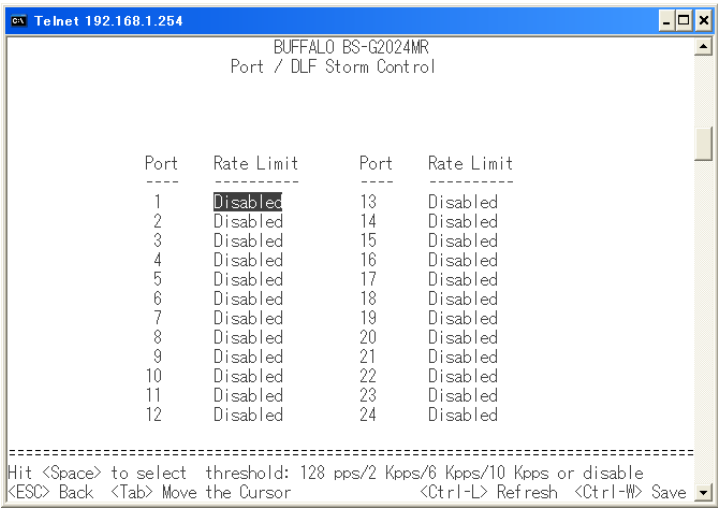 Telnet 192.168.1.254
BUFFALO BS-G2024MR
Port / DLF Storm Control
Port Rate Limit Port Rate Limit
---- ---------- ---- ----------
1 Disabled 13 Disabled
2 Disabled 14 Disabled
3 Disabled 15 Disabled
4 Disabled 16 Disabled
5 Disabled 17 Disabled
6 Disabled 18 Disabled
7 Disabled 19 Disabled
8 Disabled 20 Disabled
9 Disabled 21 Disabled
10 Disabled 22 Disabled
11 Disabled 23 Disabled
12 Disabled 24 Disabled
Hit <Space> to select threshold: 128 pps/2 Kpps/6 Kpps/10 Kpps or disable
<ESC> Back <Tab> Move the Cursor <Ctrl-L> Refresh <Ctrl-W> Save